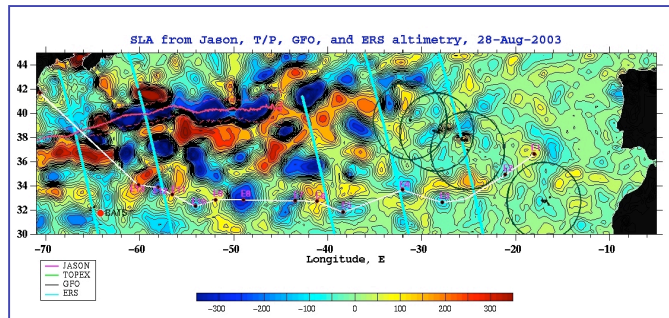 SLA from Jason, T/P, GFO, and ERS altimetry, 28-Aug-2003
44
42
40
38
36
34
32
30
BATS
-70 -60 -50 -40 -30 -20 -10
Longitude, E
JASON
TOPEX
GFO
ERS
-300 -200 -100 0 100 200 300